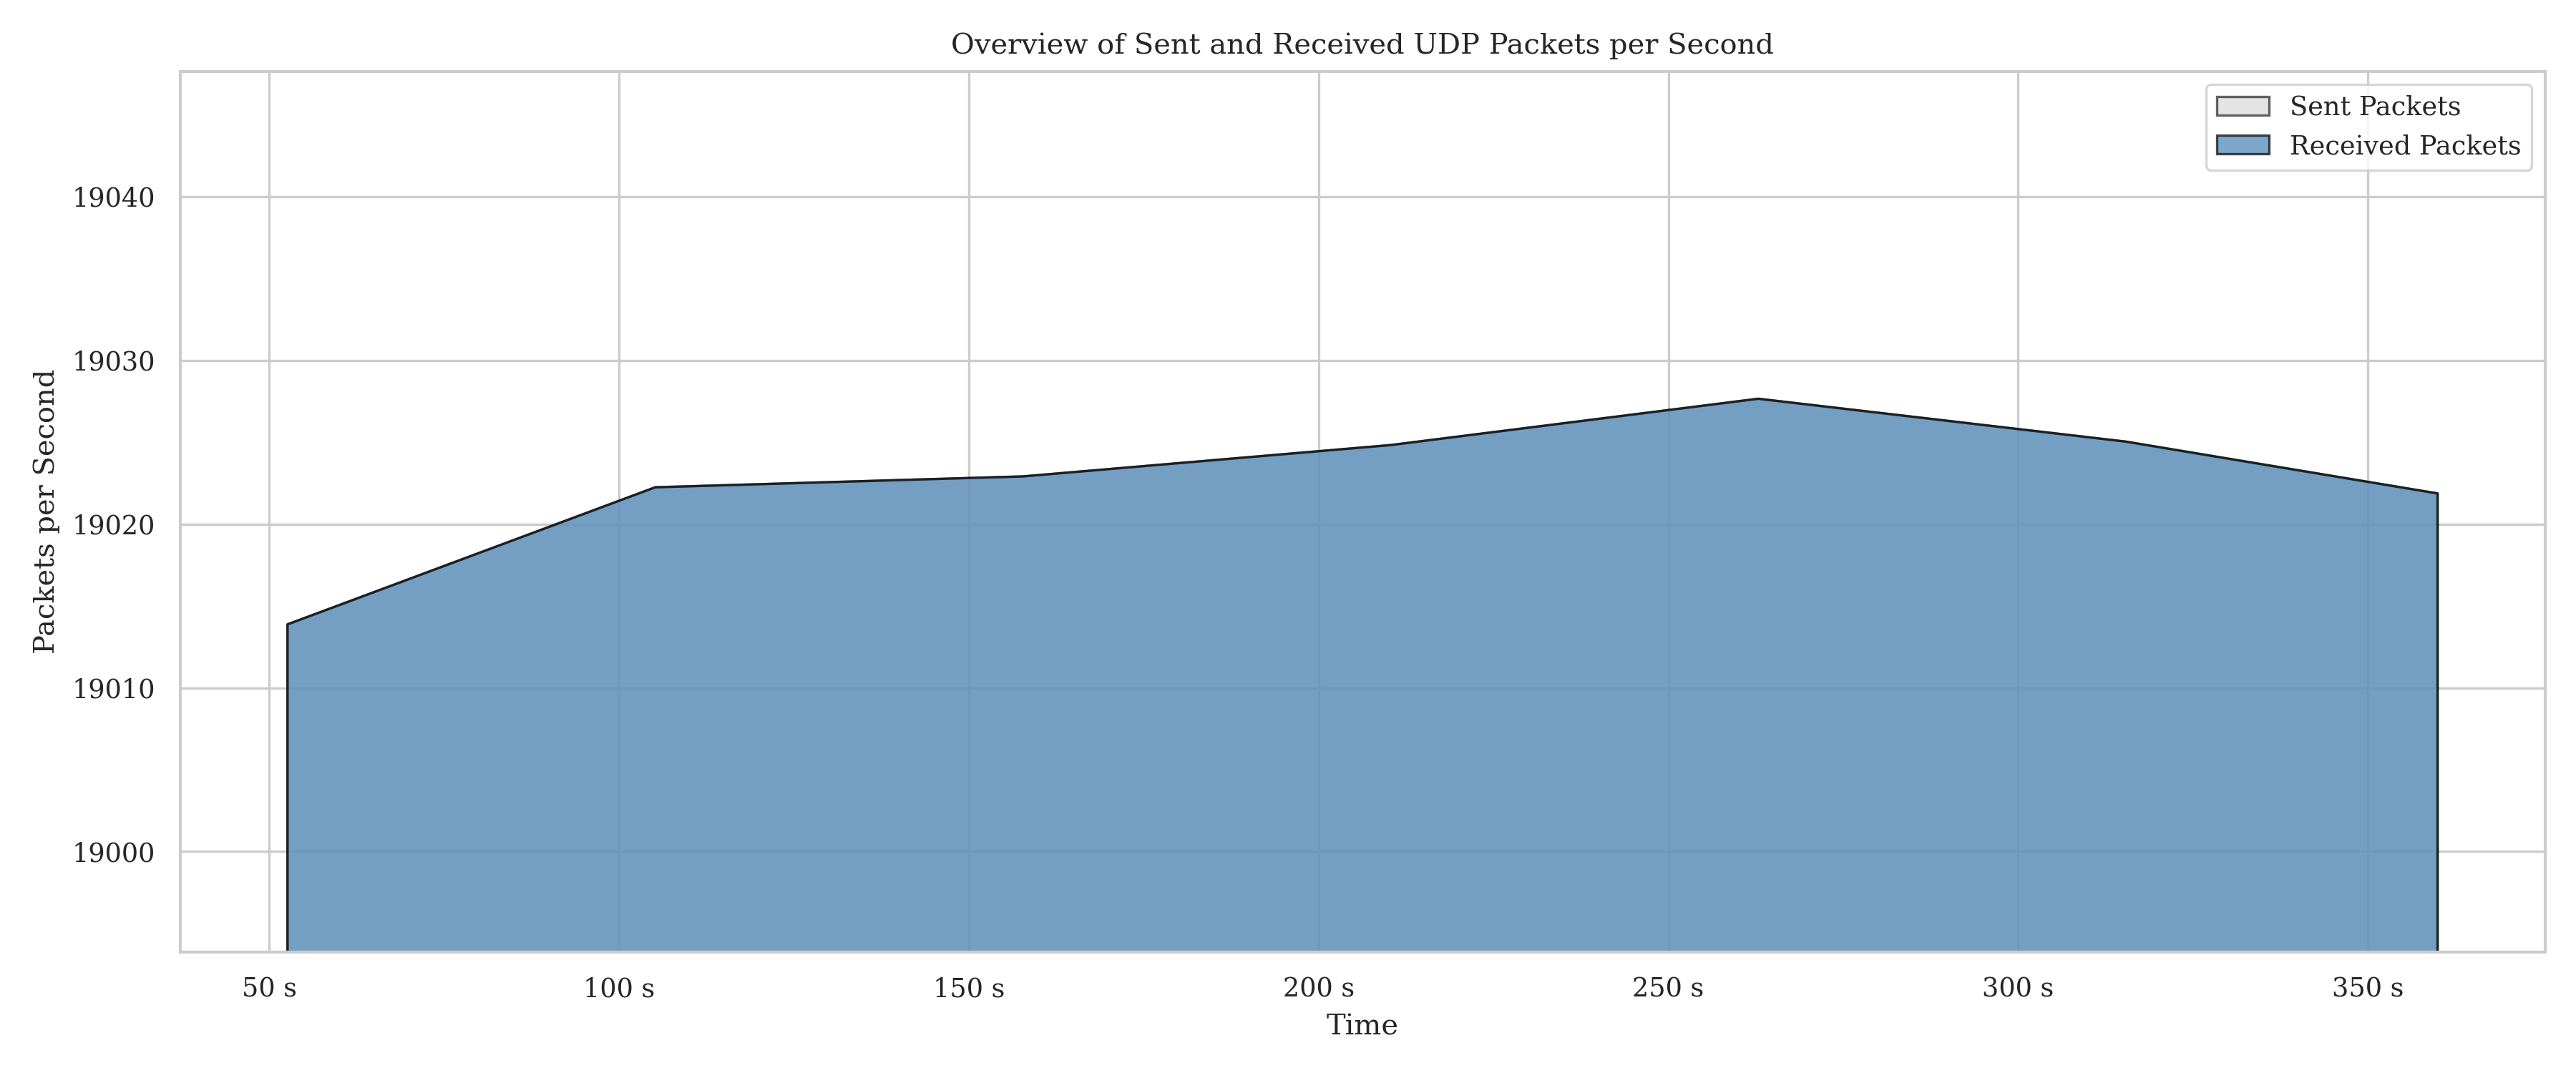 Overview of Sent and Received UDP Packets per Second
Sent Packets
Received Packets
Packets per Second
19040
19030
19020
19010
19000
50 s
100 s
150 s
200 s
250 s
300 s
350 s
Time